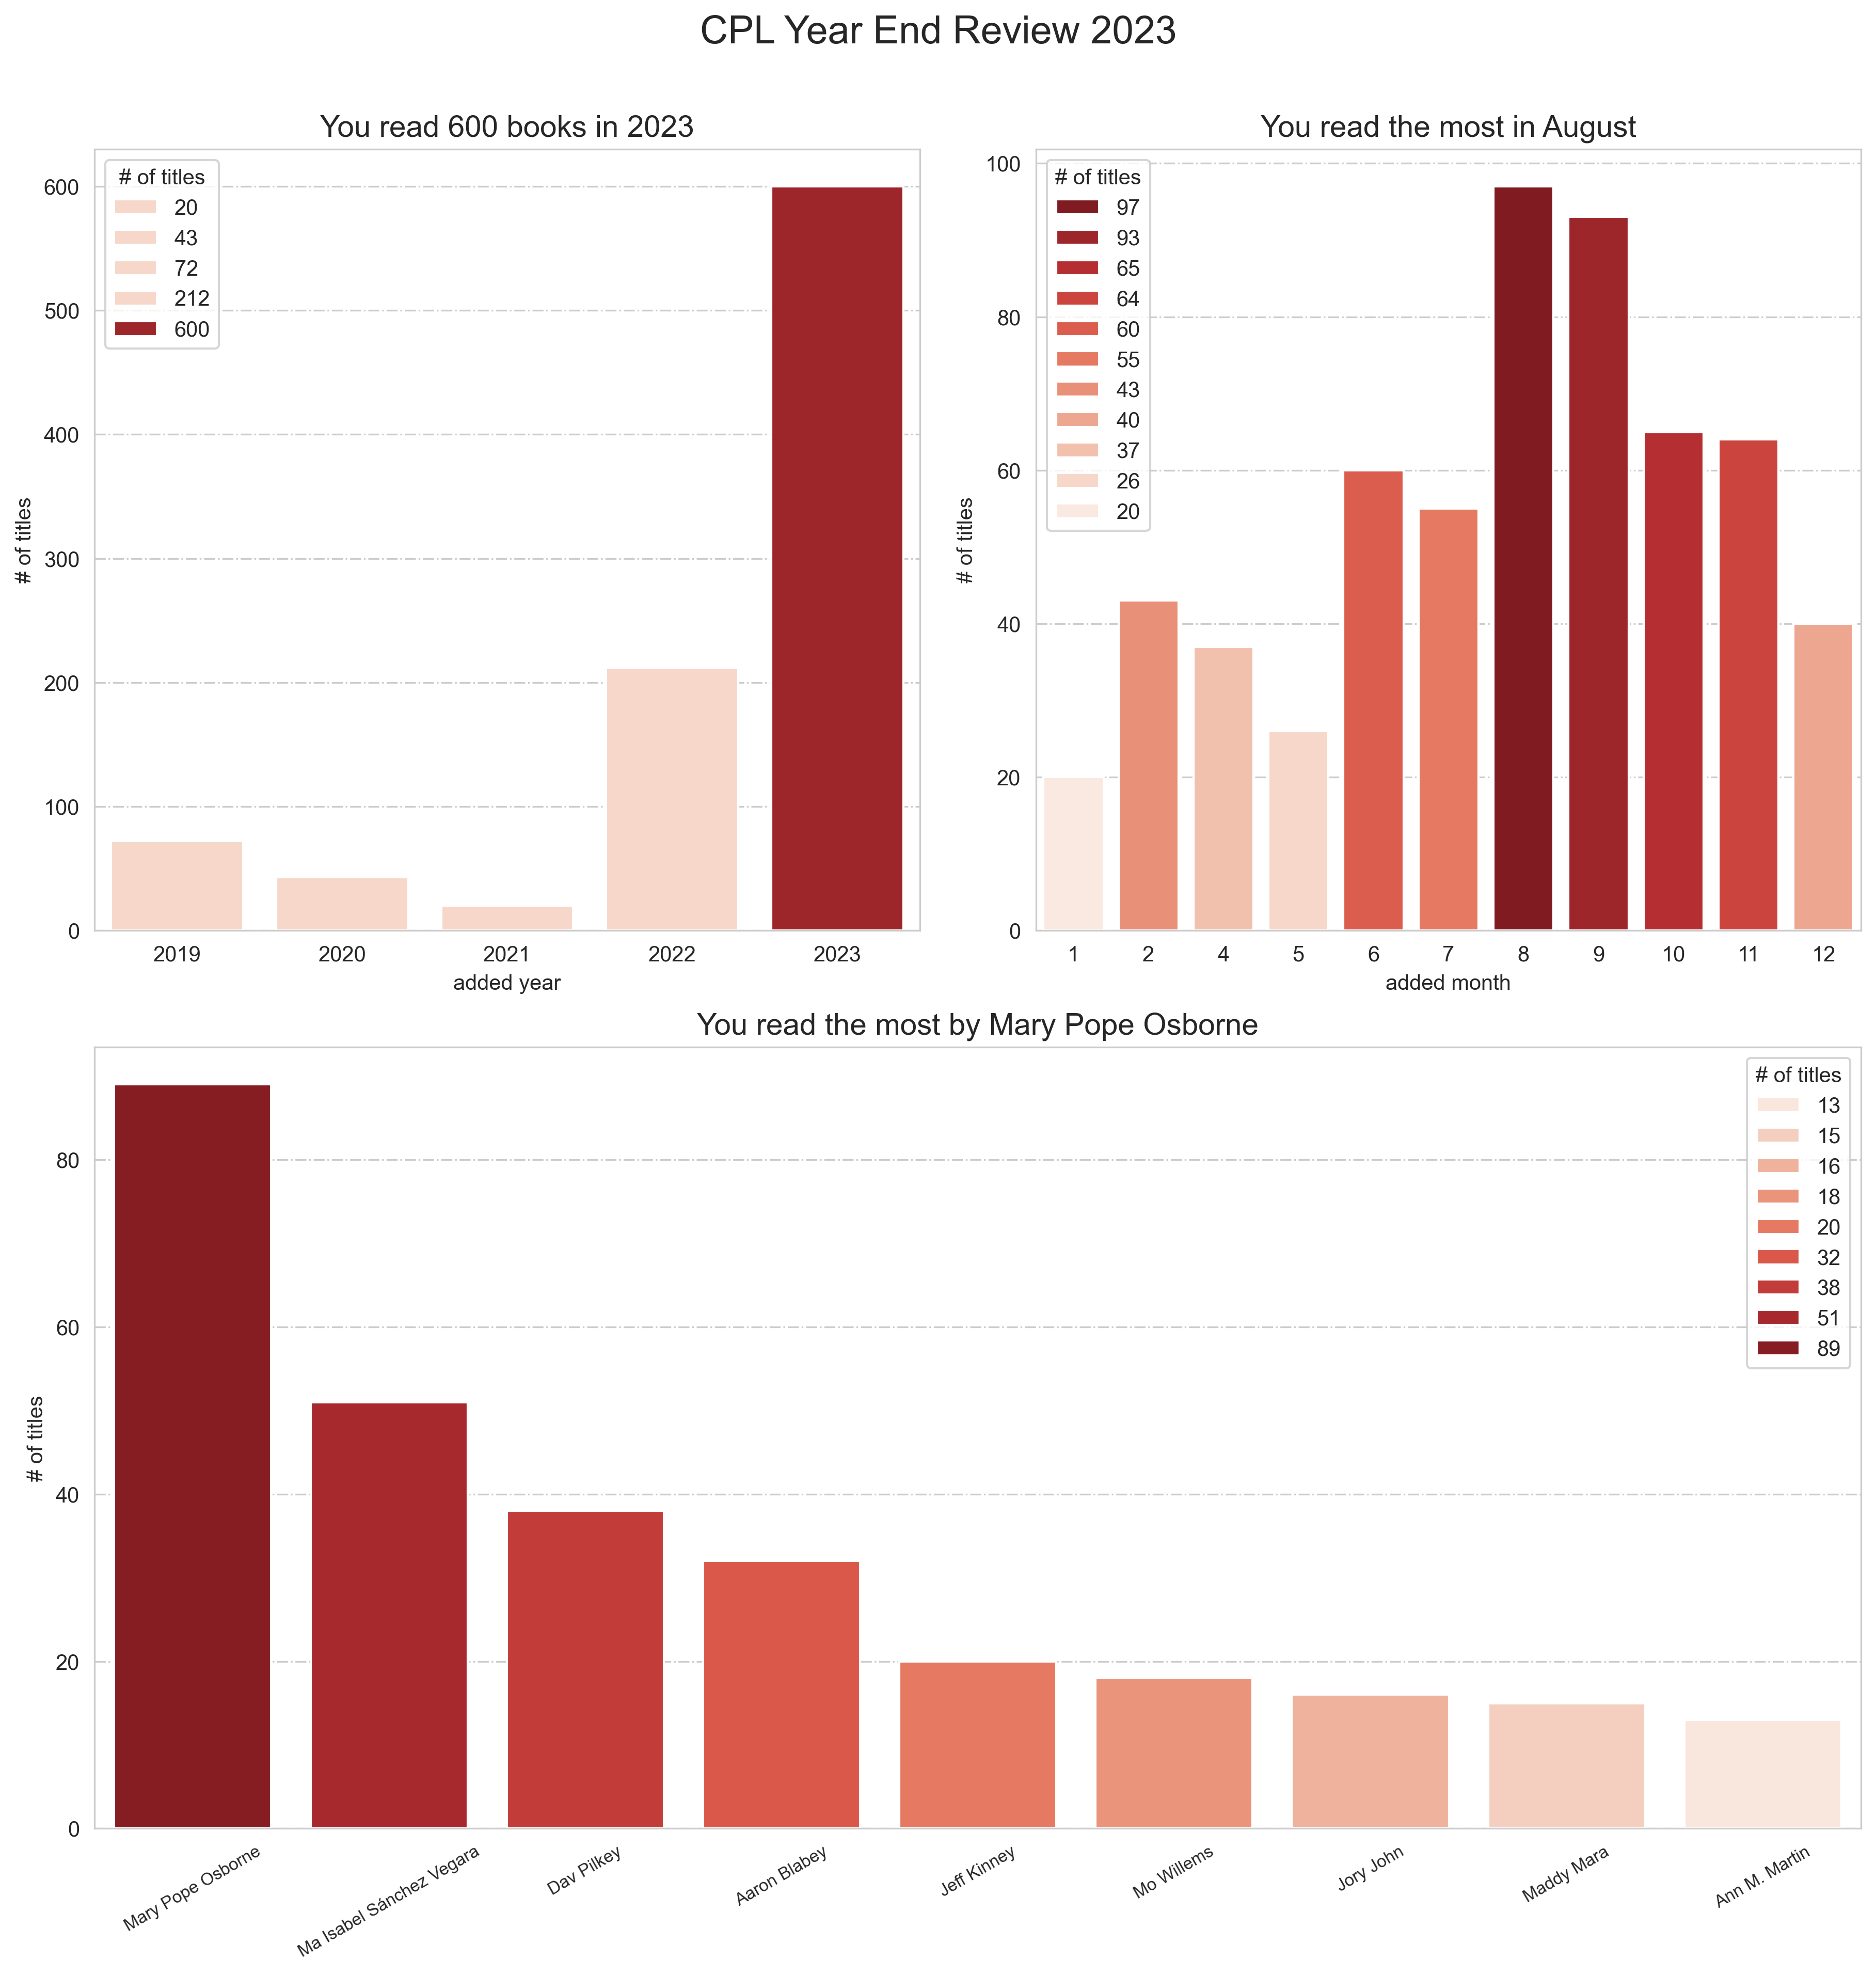 CPL Year End Review 2023
You read 600 books in 2023
# of titles
20
43
72
212
600
600
500
400
300
200
100
0
# of titles
2019 2020 2021 2022 2023
added year
You read the most in August
# of titles
97
93
65
64
60
55
43
40
37
26
20
100
80
60
40
20
0
# of titles
1 2 4 5 6 7 8 9 10 11 12
added month
You read the most by Mary Pope Osborne
# of titles
13
15
16
18
20
32
38
51
89
80
60
40
20
0
# of titles
Mary Pope Osborne
Ma Isabel Sánchez Vegara
Dav Pilkey
Aaron Blabey
Jeff Kinney
Mo Willems
Jory John
Maddy Mara
Ann M. Martin